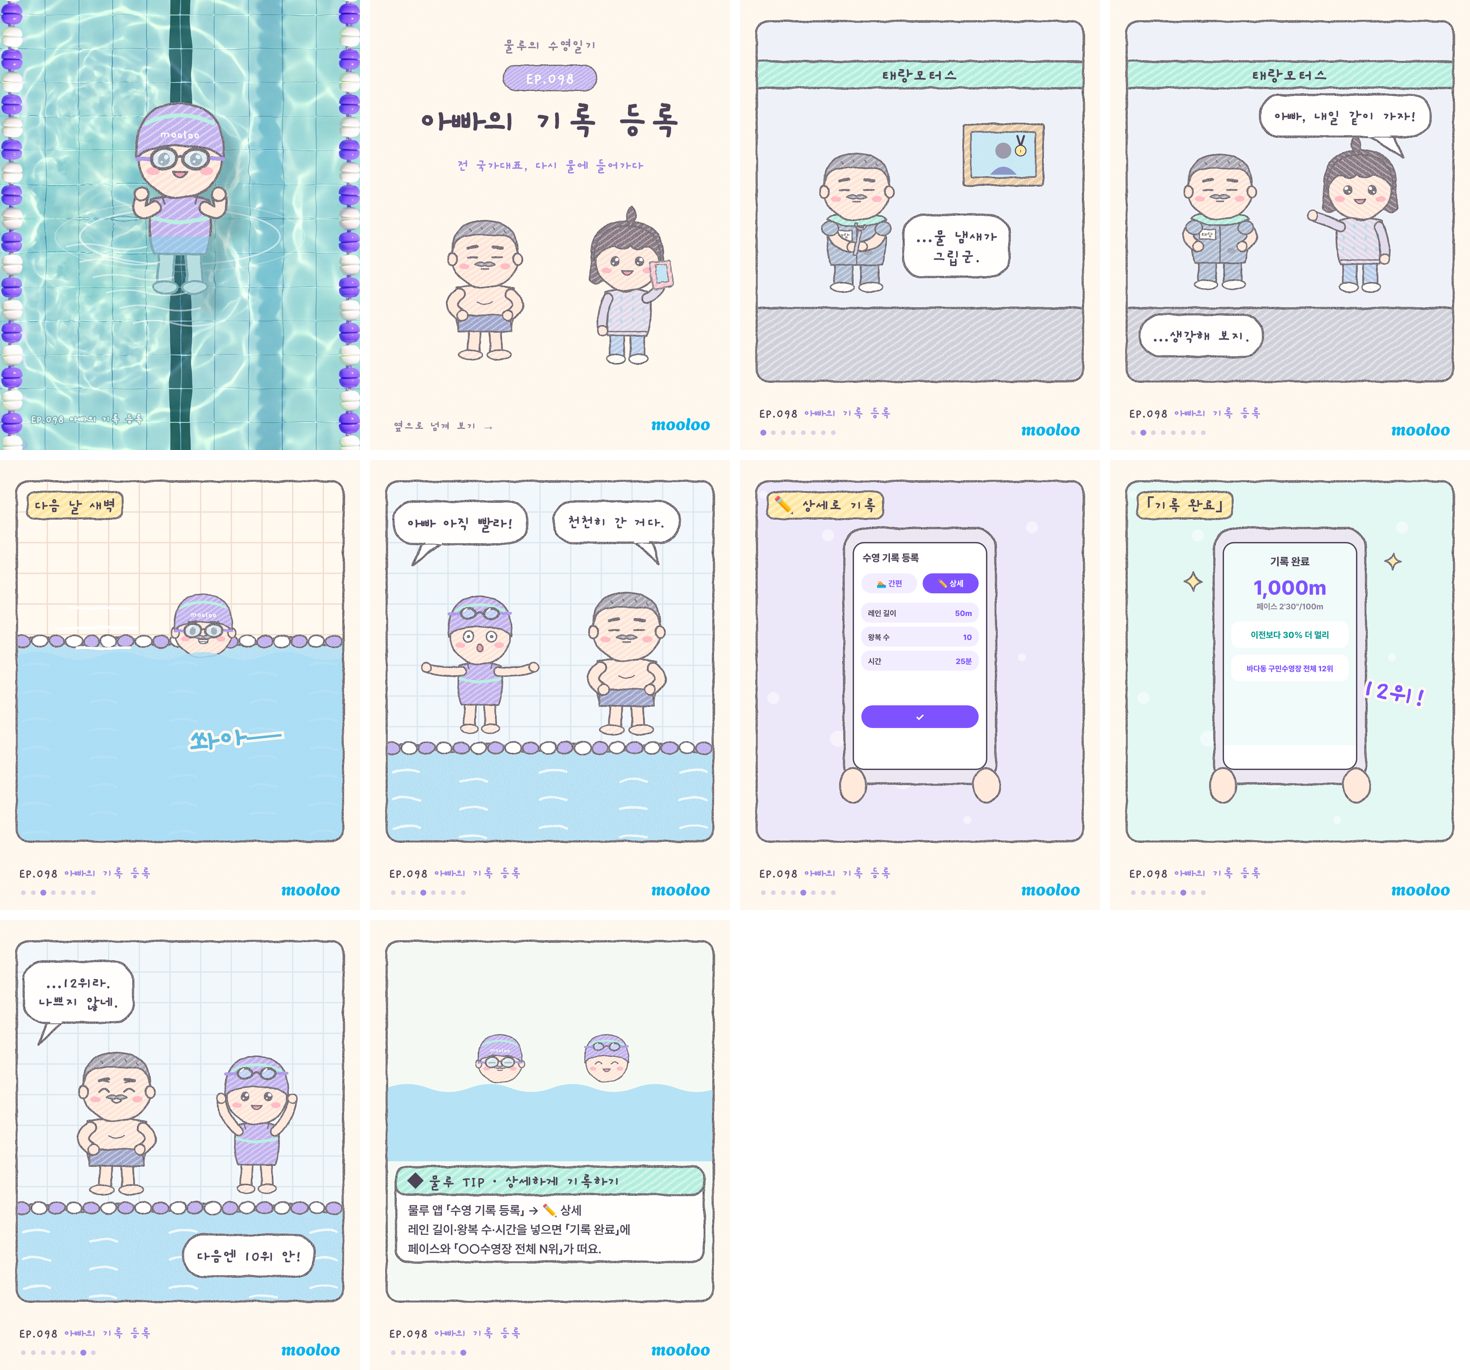 mooloo
EP.098 아빠의 기록 등록
물루의 수영일기
EP.098
아빠의 기록 등록
전 국가대표, 다시 물에 들어가다
옆으로 넘겨 보기 →
mooloo
태랑모터스
...물 냄새가
그립군.
EP.098 아빠의 기록 등록
mooloo
태랑모터스
아빠, 내일 같이 가자!
태랑
...생각해 보지.
EP.098 아빠의 기록 등록
mooloo
다음 날 새벽
mooloo
쏴아──
EP.098 아빠의 기록 등록
mooloo
아빠 아직 빨라!
천천히 간 거다.
EP.098 아빠의 기록 등록
mooloo
✏️ 상세로 기록
수영 기록 등록
🏊 간편
✏️ 상세
레인 길이 50m
왕복 수 10
시간 25분
✓
EP.098 아빠의 기록 등록
mooloo
「기록 완료」
기록 완료
1,000m
페이스 2'30"/100m
이전보다 30% 더 멀리
바다동 구민수영장 전체 12위
12위!
EP.098 아빠의 기록 등록
mooloo
...12위라.
나쁘지 않네.
다음엔 10위 안!
EP.098 아빠의 기록 등록
mooloo
mooloo
◆ 물루 TIP · 상세하게 기록하기
물루 앱 「수영 기록 등록」 → ✏️ 상세
레인 길이·왕복 수·시간을 넣으면 「기록 완료」에
페이스와 「○○수영장 전체 N위」가 떠요.
EP.098 아빠의 기록 등록
mooloo